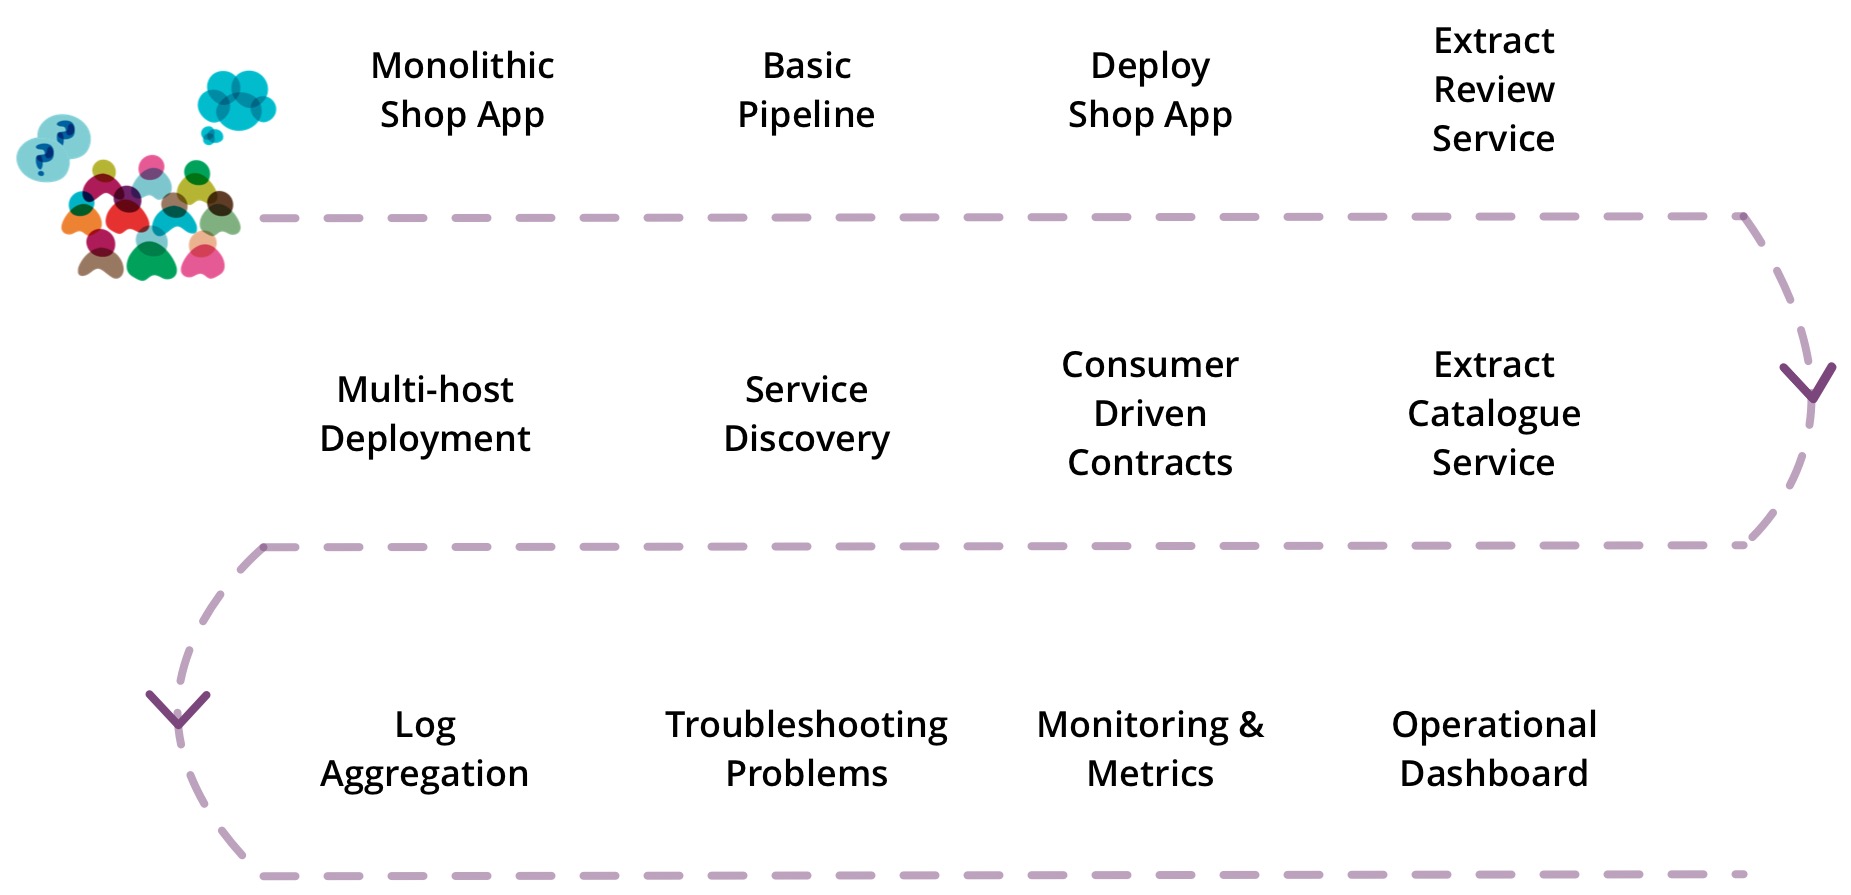 Monolithic
Shop App
Basic
Pipeline
Deploy
Shop App
Extract
Review
Service
Multi-host
Deployment
Service
Discovery
Consumer
Driven
Contracts
Extract
Catalogue
Service
Log
Aggregation
Troubleshooting
Problems
Monitoring &
Metrics
Operational
Dashboard
? ?